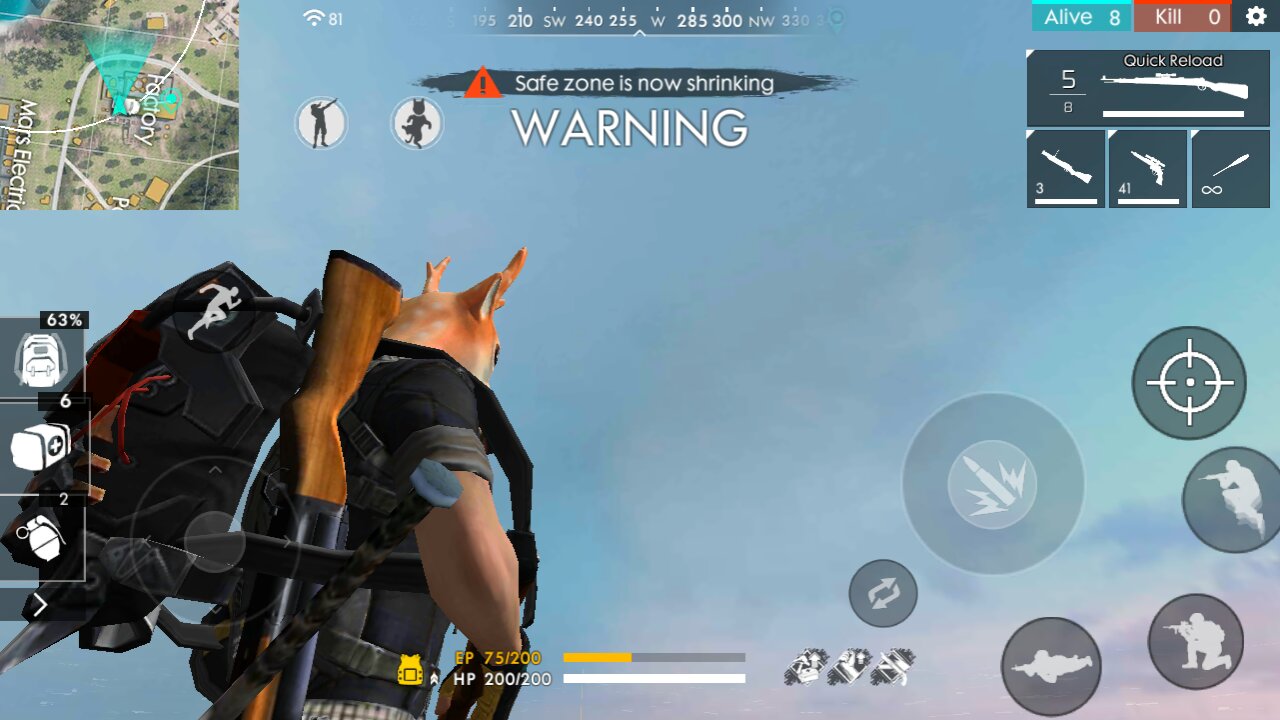 81
S 195 210 SW 240 255 W 285 300 NW 330
Alive 8 Kill 0
Safe zone is now shrinking
WARNING
Quick Reload
5
8
3
41
∞
Factory
Mars Electric
63%
6
2
EP 75/200
HP 200/200